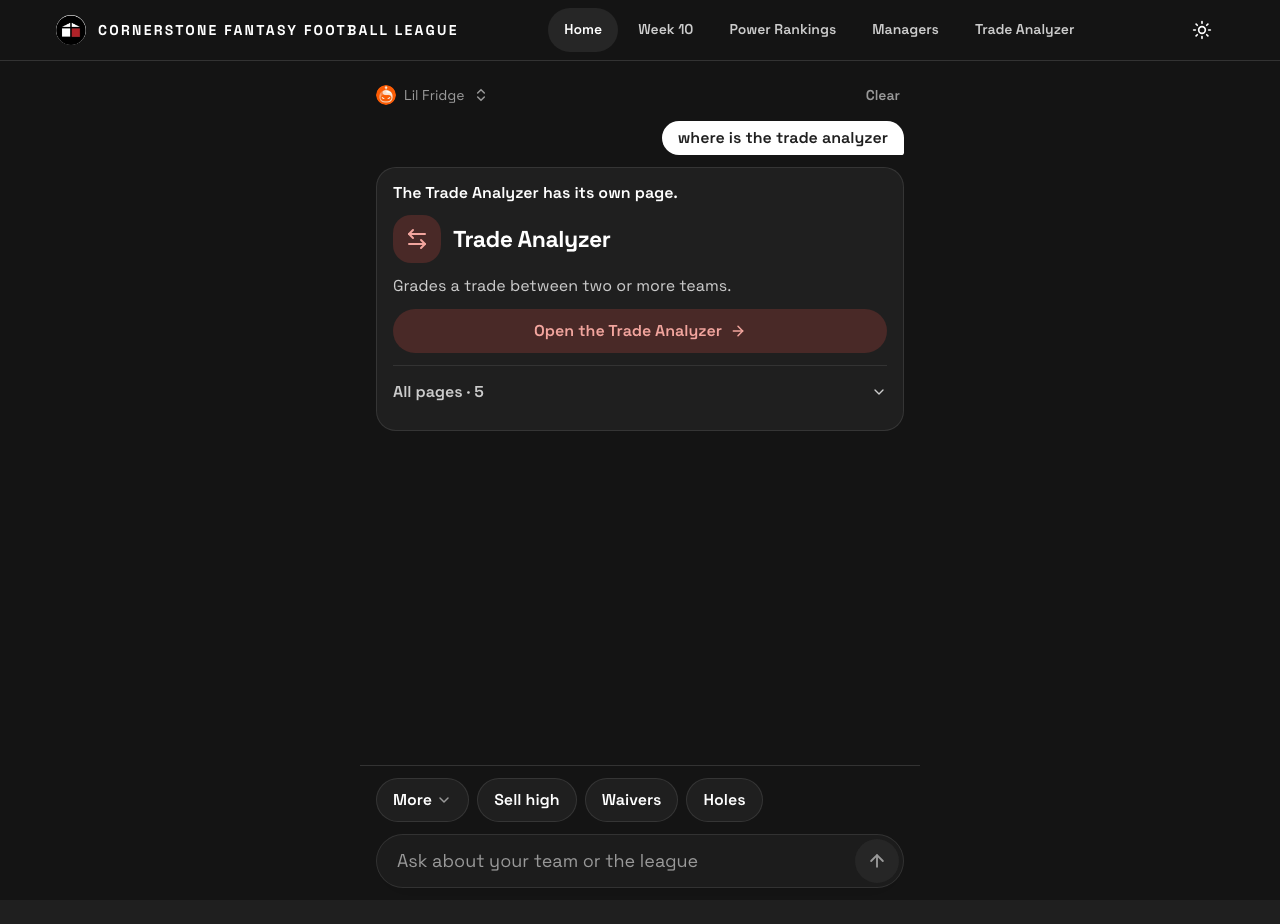 CORNERSTONE FANTASY FOOTBALL LEAGUE
Home
Week 10
Power Rankings
Managers
Trade Analyzer
Lil Fridge
Clear
where is the trade analyzer
The Trade Analyzer has its own page.
Trade Analyzer
Grades a trade between two or more teams.
Open the Trade Analyzer →
All pages · 5
More
Sell high
Waivers
Holes
Ask about your team or the league